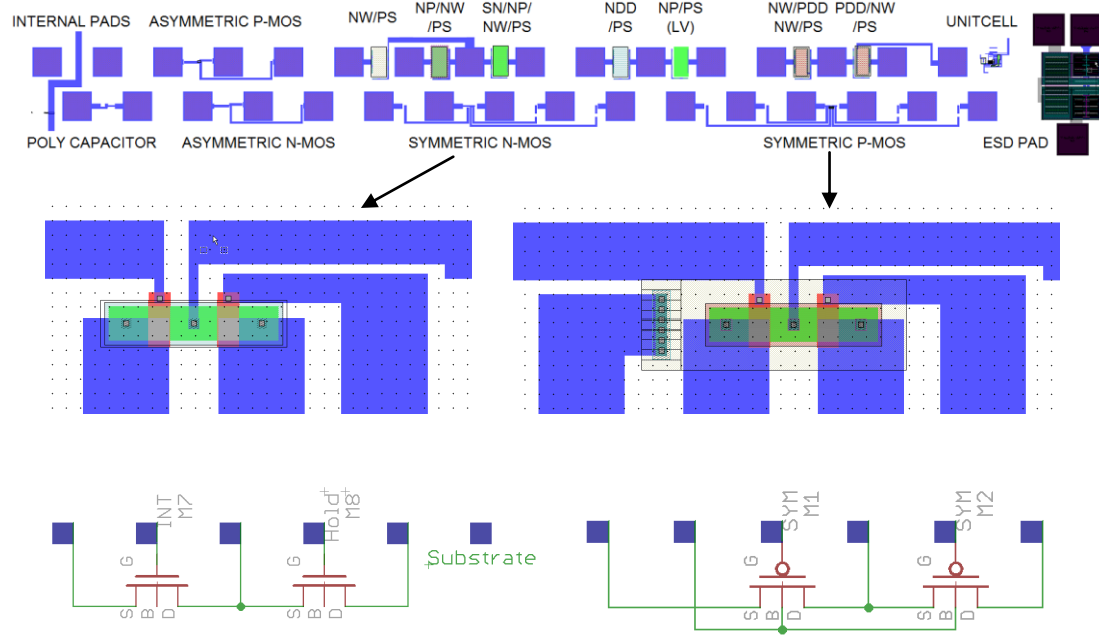 INTERNAL PADS
ASYMMETRIC P-MOS
NW/PS
NP/NW
/PS
SN/NP/
NW/PS
NDD
/PS
NP/PS
(LV)
NW/PDD
NW/PS
PDD/NW
/PS
UNITCELL
POLY CAPACITOR
ASYMMETRIC N-MOS
SYMMETRIC N-MOS
SYMMETRIC P-MOS
ESD PAD
INT
M7
Hold
M8
SYM
M1
SYM
M2
Substrate
G
G
G
G
S B D
S B D
S B D
S B D